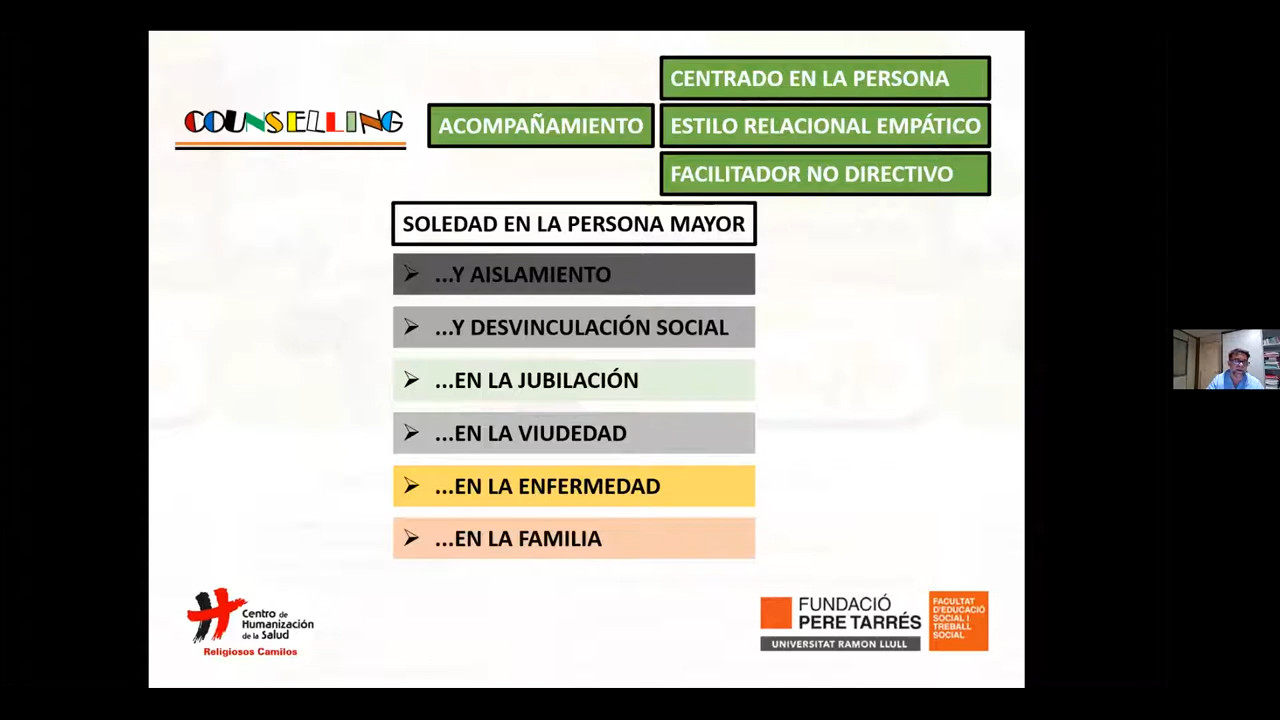 COUNSELLING
ACOMPAÑAMIENTO
CENTRADO EN LA PERSONA
ESTILO RELACIONAL EMPÁTICO
FACILITADOR NO DIRECTIVO
SOLEDAD EN LA PERSONA MAYOR
...Y AISLAMIENTO
...Y DESVINCULACIÓN SOCIAL
...EN LA JUBILACIÓN
...EN LA VIUDEDAD
...EN LA ENFERMEDAD
...EN LA FAMILIA
Centro de
Humanización
de la Salud
Religiosos Camilos
FUNDACIÓ
PERE TARRÉS
UNIVERSITAT RAMON LLULL
FACULTAT
D'EDUCACIÓ
SOCIAL I
TREBALL
SOCIAL